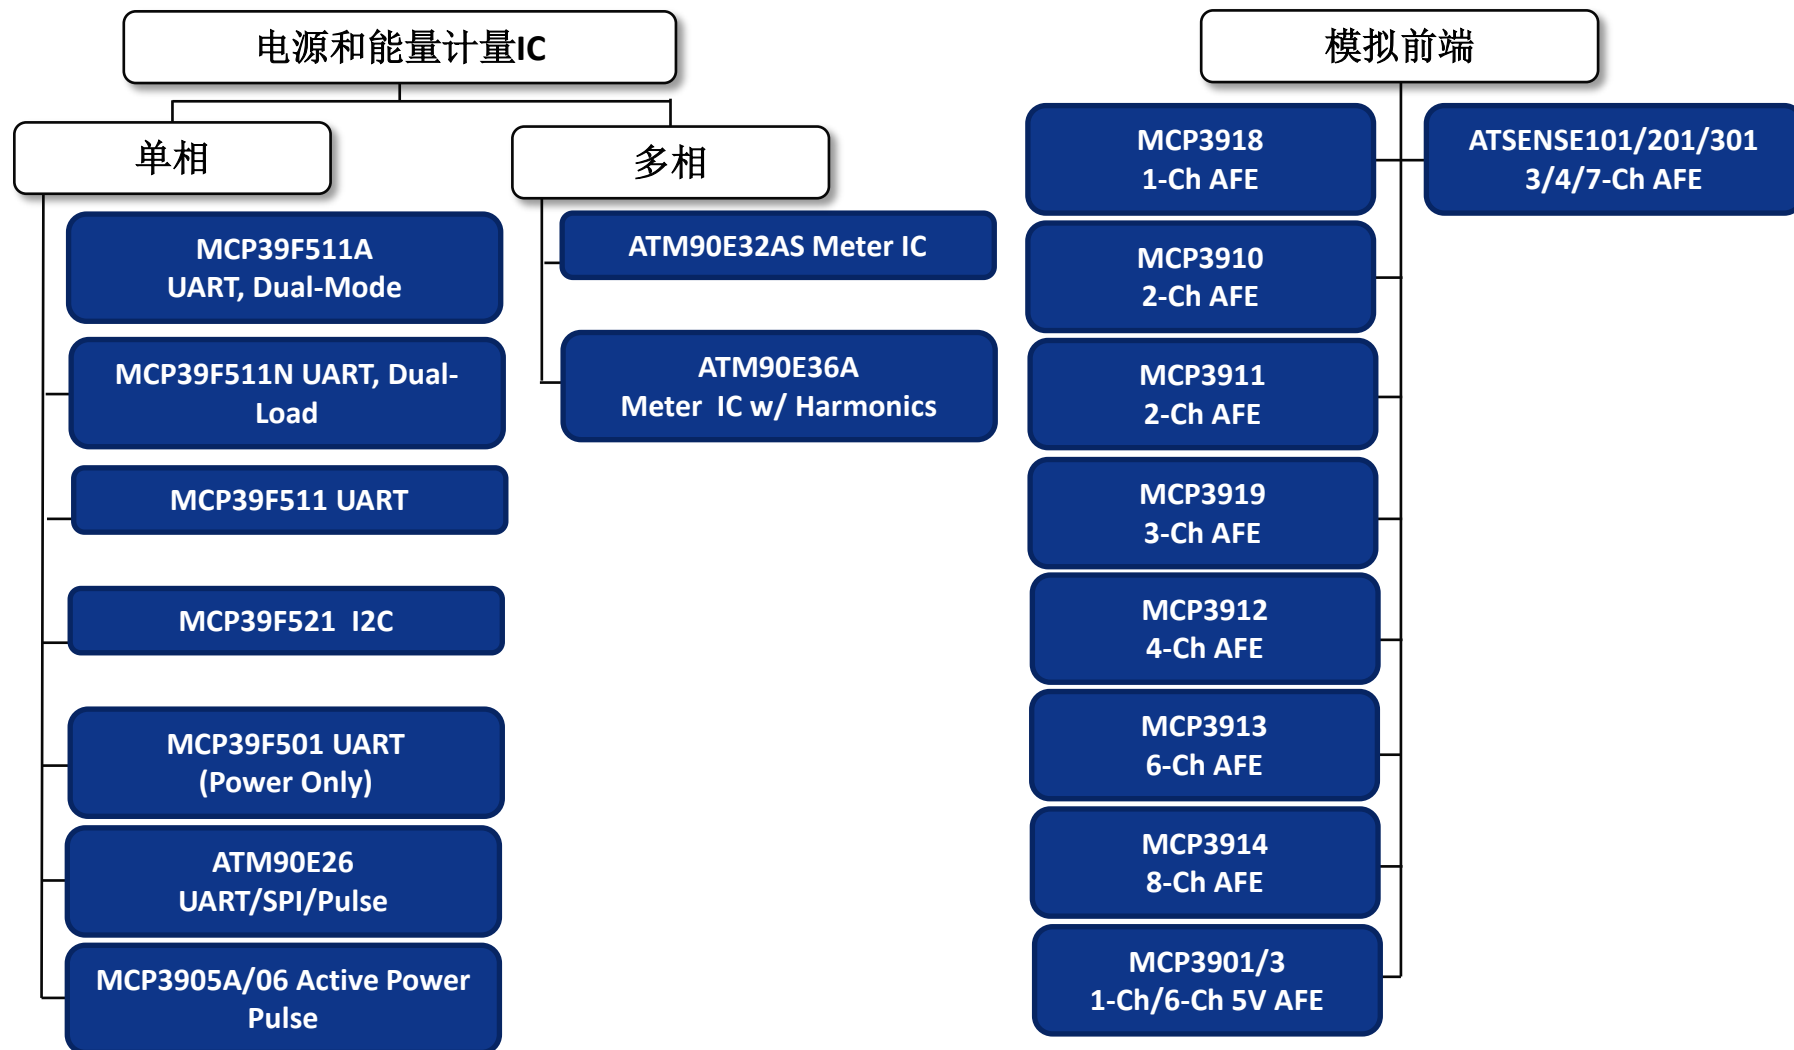 电源和能量计量IC
单相
MCP39F511A
UART, Dual-Mode
MCP39F511N UART, Dual-
Load
MCP39F511 UART
MCP39F521  I2C
MCP39F501 UART
(Power Only)
ATM90E26
UART/SPI/Pulse
MCP3905A/06 Active Power
Pulse
多相
ATM90E32AS Meter IC
ATM90E36A
Meter  IC w/ Harmonics
模拟前端
MCP3918
1-Ch AFE
MCP3910
2-Ch AFE
MCP3911
2-Ch AFE
MCP3919
3-Ch AFE
MCP3912
4-Ch AFE
MCP3913
6-Ch AFE
MCP3914
8-Ch AFE
MCP3901/3
1-Ch/6-Ch 5V AFE
ATSENSE101/201/301
3/4/7-Ch AFE